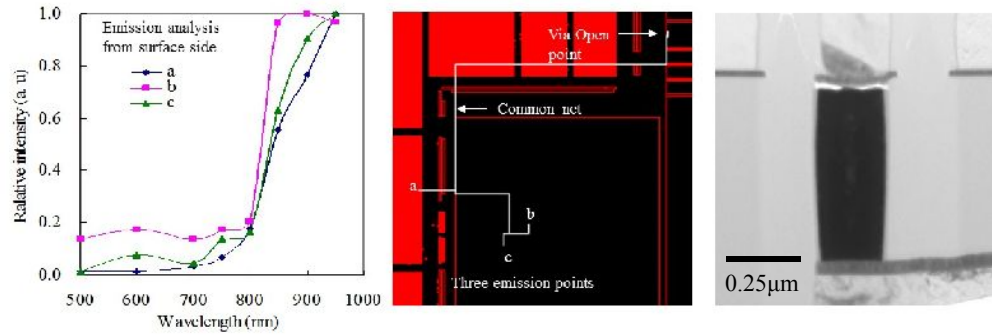 Emission analysis
from surface side
a
b
c
Ralative intensity (a. u)
1.0
0.8
0.6
0.4
0.2
0.0
500
600
700
800
900
1000
Wavelength (nm)
Via Open
point
Common net
a
b
c
Three emission points
0.25μm